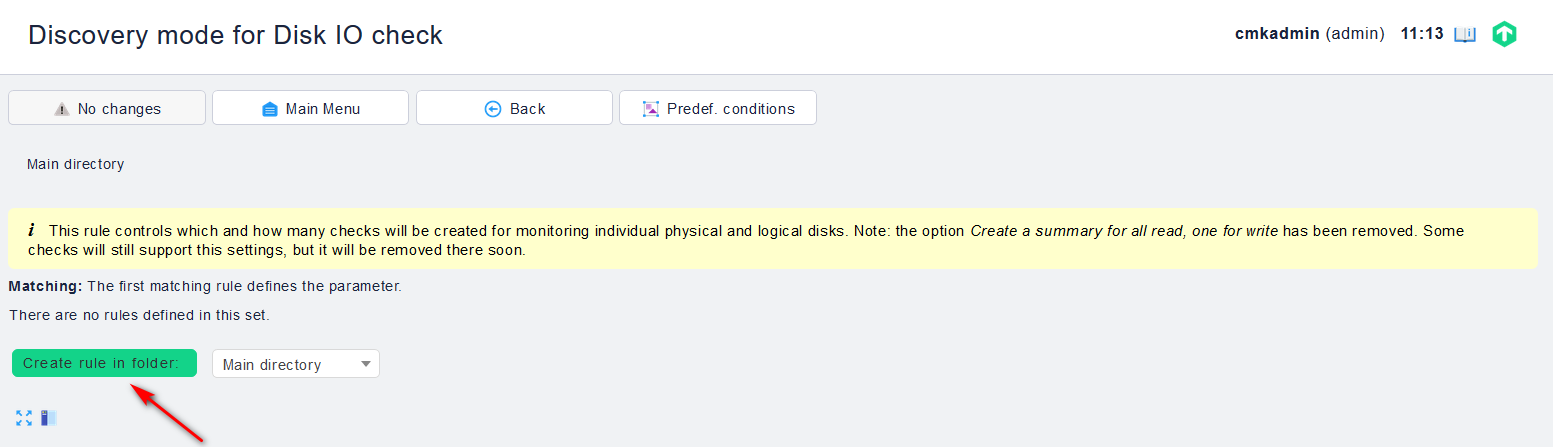 Discovery mode for Disk IO check
cmkadmin (admin) 11:13
No changes
Main Menu
Back
Predef. conditions
Main directory
i This rule controls which and how many checks will be created for monitoring individual physical and logical disks. Note: the option Create a summary for all read, one for write has been removed. Some
checks will still support this settings, but it will be removed there soon.
Matching: The first matching rule defines the parameter.
There are no rules defined in this set.
Create rule in folder:
Main directory